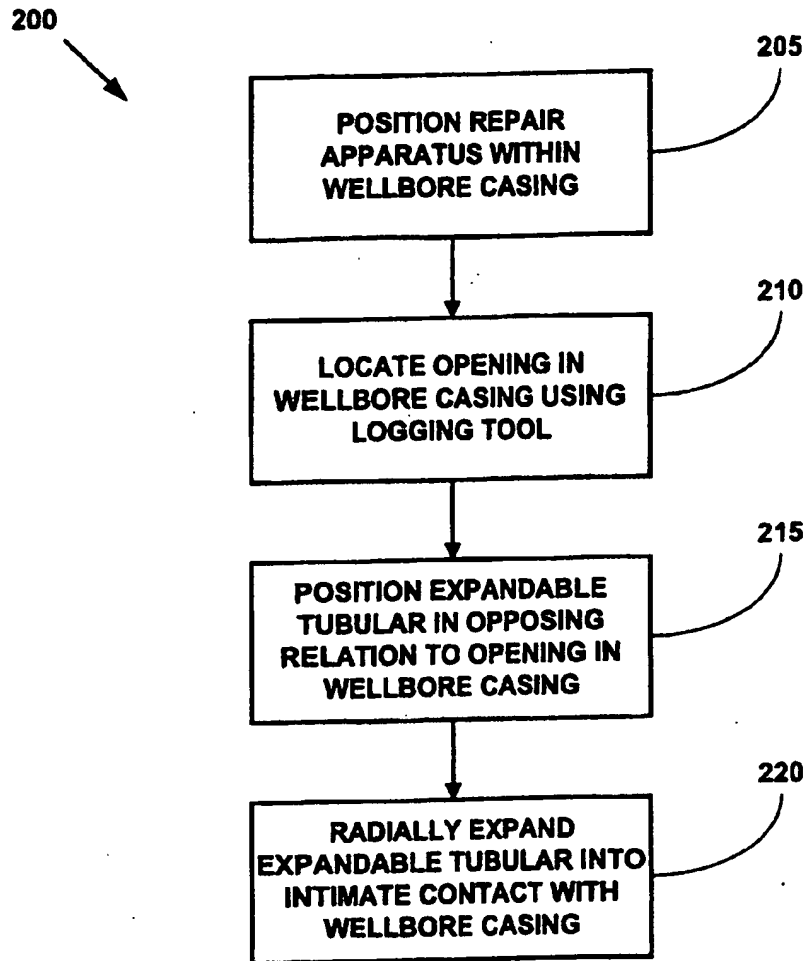 200
205
POSITION REPAIR
APPARATUS WITHIN
WELLBORE CASING
210
LOCATE OPENING IN
WELLBORE CASING USING
LOGGING TOOL
215
POSITION EXPANDABLE
TUBULAR IN OPPOSING
RELATION TO OPENING IN
WELLBORE CASING
220
RADIALLY EXPAND
EXPANDABLE TUBULAR INTO
INTIMATE CONTACT WITH
WELLBORE CASING